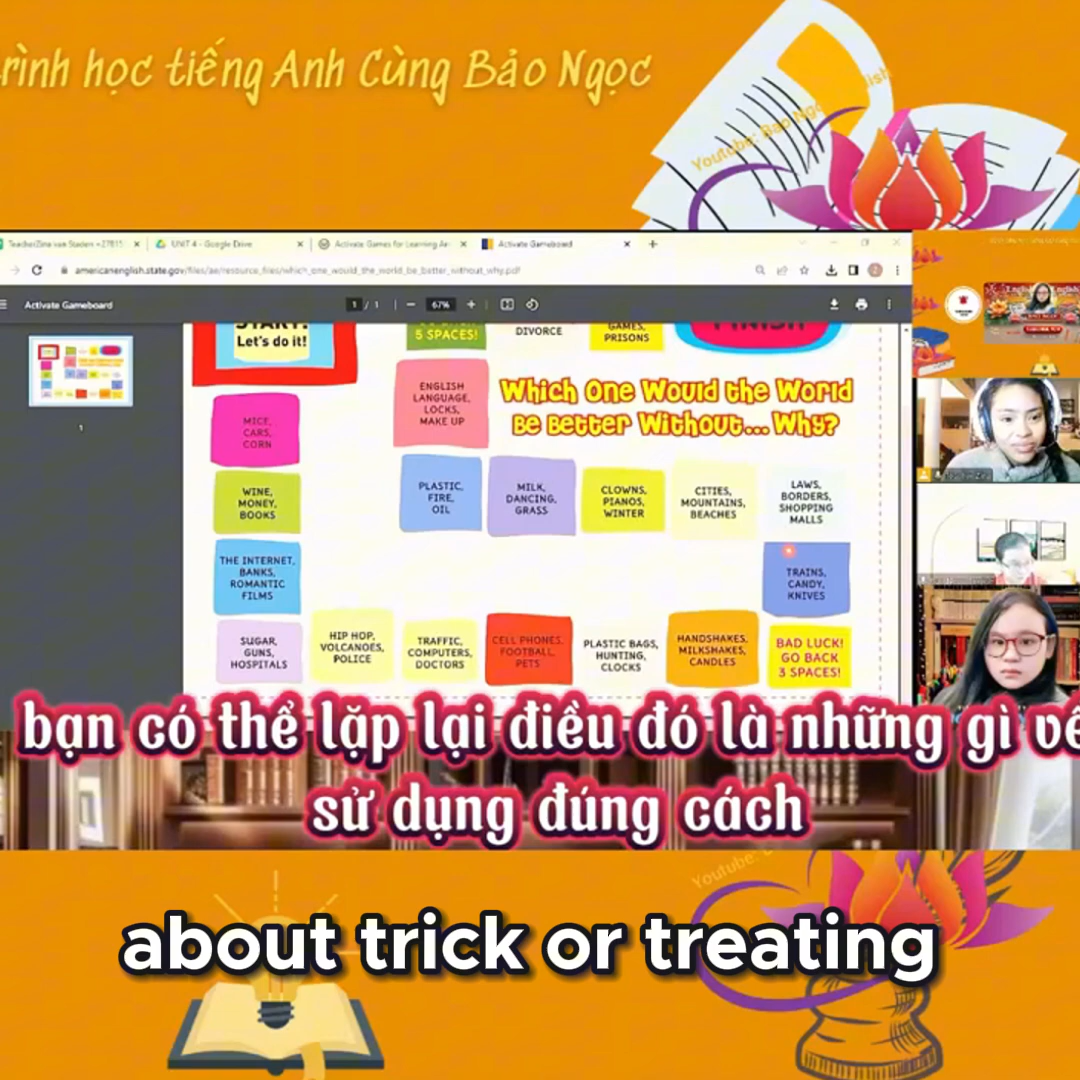 rình học tiếng Anh Cùng Bảo Ngọc
UNIT 4 - Google Drive
Activate Games for Learning Am
Activate Gameboard
americanenglish.state.gov/files/ae/resource_files/which_one_would_the_world_be_better_without_why.pdf
Activate Gameboard
1 / 1
67%
START!
Let's do it!
5 SPACES!
DIVORCE
GAMES,
PRISONS
FINISH
ENGLISH
LANGUAGE,
LOCKS,
MAKE UP
Which One Would the World
Be Better Without... Why?
MICE,
CARS,
CORN
WINE,
MONEY,
BOOKS
PLASTIC,
FIRE,
OIL
MILK,
DANCING,
GRASS
CLOWNS,
PIANOS,
WINTER
CITIES,
MOUNTAINS,
BEACHES
LAWS,
BORDERS,
SHOPPING
MALLS
THE INTERNET,
BANKS,
ROMANTIC
FILMS
TRAINS,
CANDY,
KNIVES
SUGAR,
GUNS,
HOSPITALS
HIP HOP,
VOLCANOES,
POLICE
TRAFFIC,
COMPUTERS,
DOCTORS
CELL PHONES,
FOOTBALL,
PETS
PLASTIC BAGS,
HUNTING,
CLOCKS
HANDSHAKES,
MILKSHAKES,
CANDLES
BAD LUCK!
GO BACK
3 SPACES!
1
bạn có thể lặp lại điều đó là những gì về
sử dụng đúng cách
about trick or treating